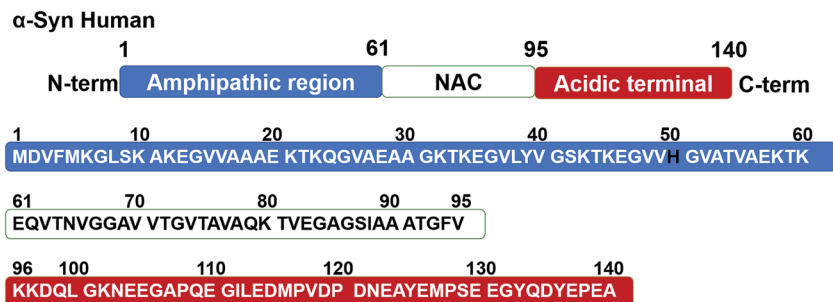 α-Syn Human
1 61 95 140
N-term Amphipathic region NAC Acidic terminal C-term
1 10 20 30 40 50 60
MDVFMKGLSK AKEGVVAAAE KTKQGVAEAA GKTKEGVLYV GSKTKEGVVH GVATVAEKTK
61 70 80 90 95
EQVTNVGGAV VTGVTAVAQK TVEGAGSIAA ATGFV
96 100 110 120 130 140
KKDQLGKNEEGAPQE GILEDMPVDP DNEAYEMPSE EGYQDYEPEA